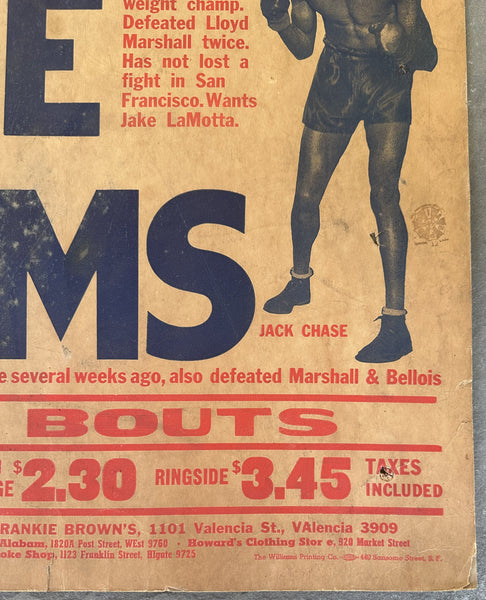 weight champ.
Defeated Lloyd
Marshall twice.
Has not lost a
fight in San
Francisco. Wants
Jake LaMotta.
E
MS
JACK CHASE
e several weeks ago, also defeated Marshall & Bellois
BOUTS
GE $2.30 RINGSIDE $3.45 TAXES INCLUDED
RANKIE BROWN'S, 1101 Valencia St., VAlencia 3909
Alabam, 1820A Post Street, WEst 9760 • Howard's Clothing Stor e, 920 Market Street
oke Shop, 1123 Franklin Street, HIgate 9725
The Williams Printing Co. 440 Sansome Street, S. F.